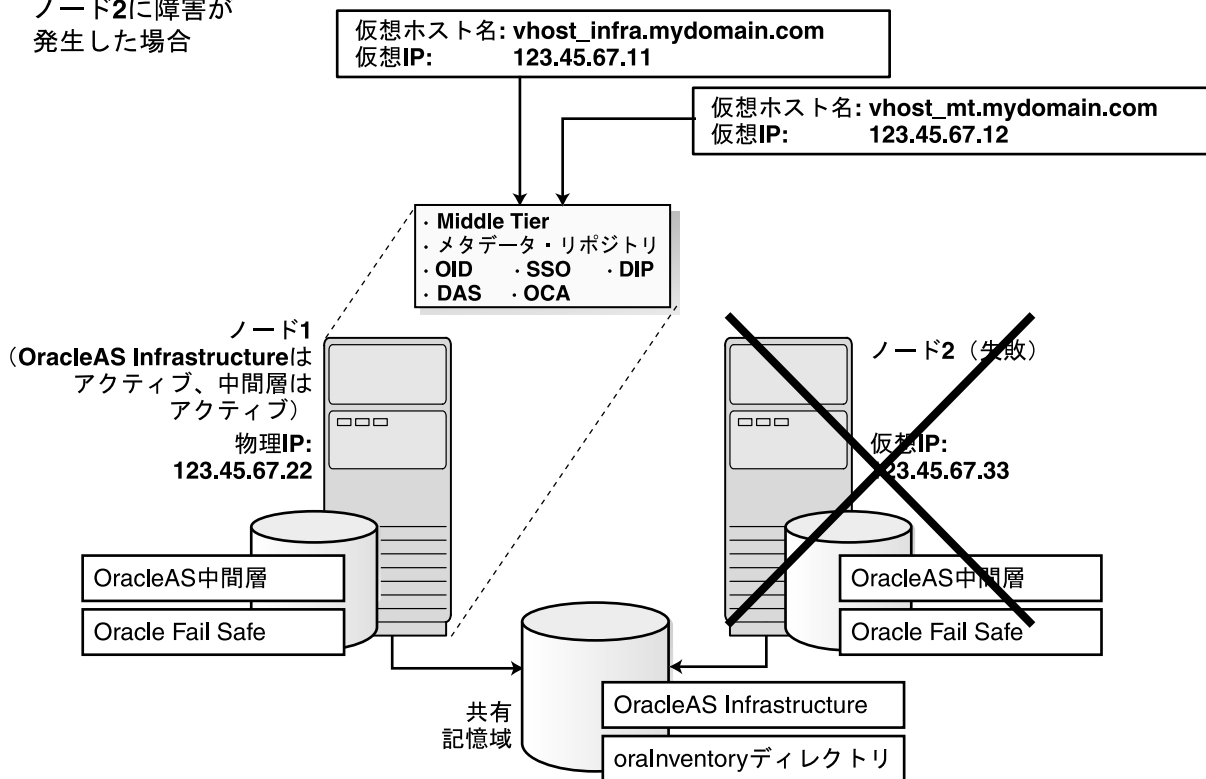 ノード2に障害が
発生した場合
仮想ホスト名: vhost_infra.mydomain.com
仮想IP: 123.45.67.11
仮想ホスト名: vhost_mt.mydomain.com
仮想IP: 123.45.67.12
· Middle Tier
· メタデータ・リポジトリ
· OID · SSO · DIP
· DAS · OCA
ノード1
（OracleAS Infrastructureは
アクティブ、中間層は
アクティブ）
物理IP:
123.45.67.22
ノード2（失敗）
仮想IP:
123.45.67.33
OracleAS中間層
Oracle Fail Safe
OracleAS中間層
Oracle Fail Safe
共有
記憶域
OracleAS Infrastructure
oraInventoryディレクトリ